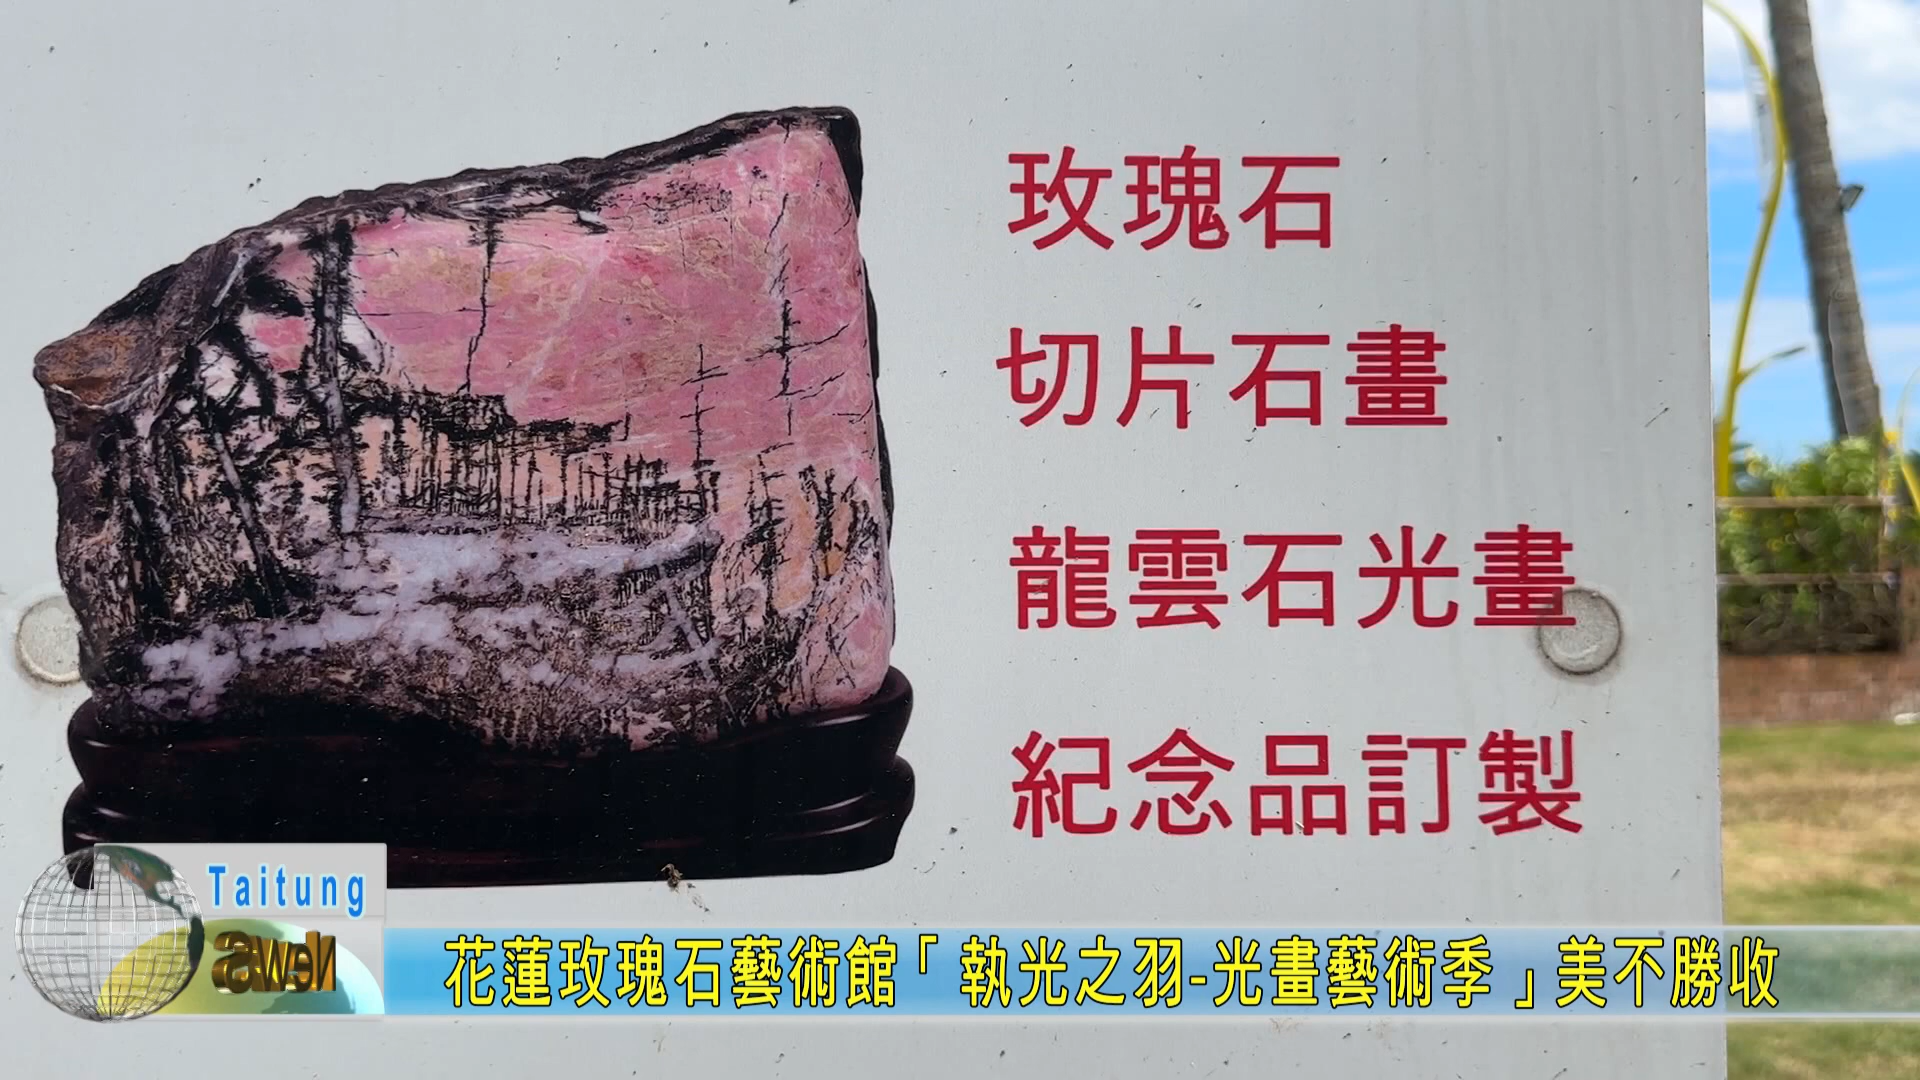 玫瑰石
切片石畫
龍雲石光畫
紀念品訂製
Taitung
news
花蓮玫瑰石藝術館「執光之羽-光畫藝術季」美不勝收